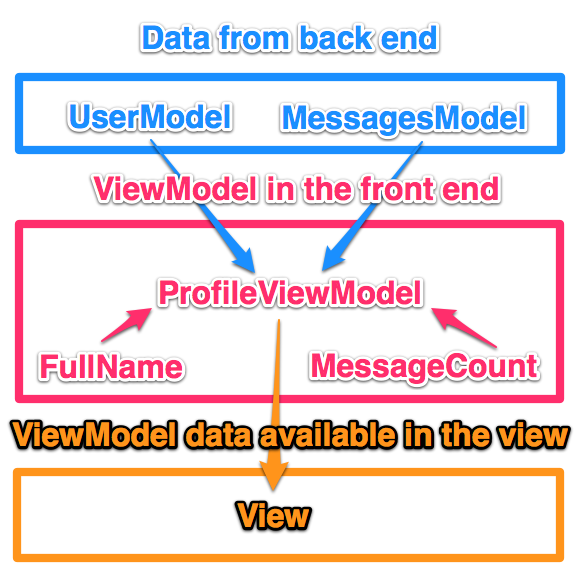 Data from back end
UserModel MessagesModel
ViewModel in the front end
ProfileViewModel
FullName MessageCount
ViewModel data available in the view
View